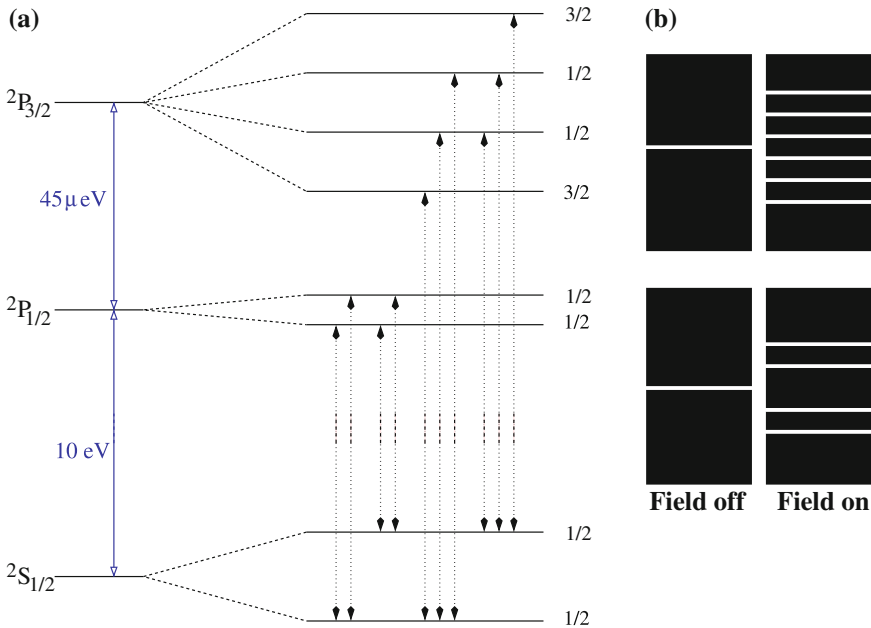 (a)
3/2
1/2
²P3/2
1/2
45μeV
3/2
1/2
²P1/2
1/2
10 eV
1/2
²S1/2
1/2
(b)
Field off
Field on